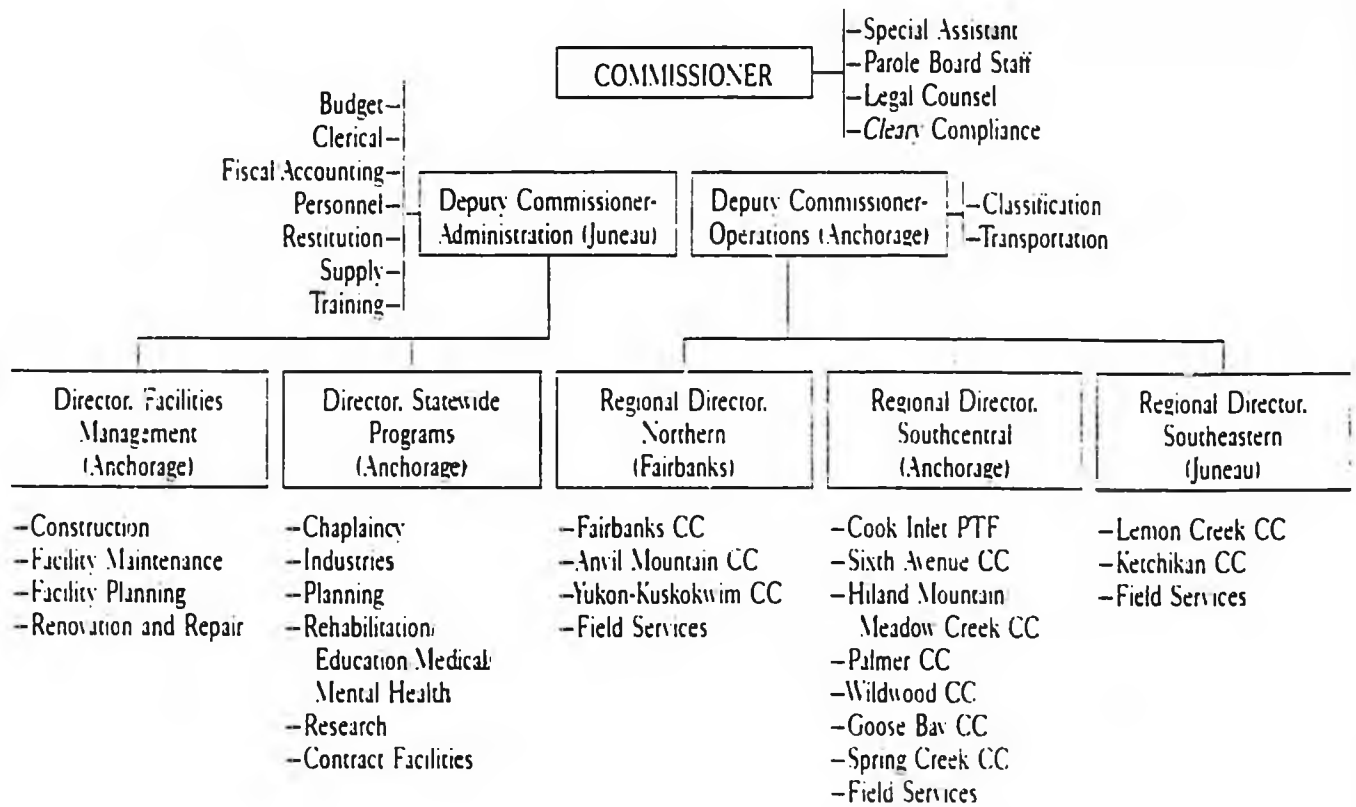 COMMISSIONER
–Special Assistant
–Parole Board Staff
–Legal Counsel
–Cleary Compliance
Budget–
Clerical–
Fiscal Accounting–
Personnel–
Restitution–
Supply–
Training–
Deputy Commissioner-
Administration (Juneau)
Deputy Commissioner-
Operations (Anchorage)
–Classification
–Transportation
Director, Facilities
Management
(Anchorage)
–Construction
–Facility Maintenance
–Facility Planning
–Renovation and Repair
Director, Statewide
Programs
(Anchorage)
–Chaplaincy
–Industries
–Planning
–Rehabilitation/
Education/Medical/
Mental Health
–Research
–Contract Facilities
Regional Director,
Northern
(Fairbanks)
–Fairbanks CC
–Anvil Mountain CC
–Yukon-Kuskokwim CC
–Field Services
Regional Director,
Southcentral
(Anchorage)
–Cook Inlet PTF
–Sixth Avenue CC
–Hiland Mountain
Meadow Creek CC
–Palmer CC
–Wildwood CC
–Goose Bay CC
–Spring Creek CC
–Field Services
Regional Director,
Southeastern
(Juneau)
–Lemon Creek CC
–Ketchikan CC
–Field Services